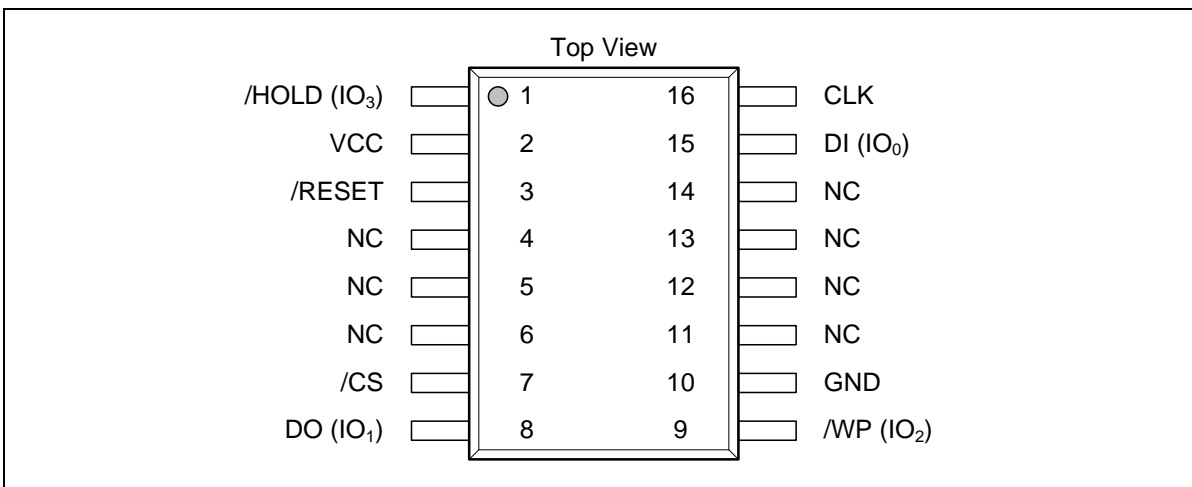 Top View
/HOLD (IO₃) 1 16 CLK
VCC 2 15 DI (IO₀)
/RESET 3 14 NC
NC 4 13 NC
NC 5 12 NC
NC 6 11 NC
/CS 7 10 GND
DO (IO₁) 8 9 /WP (IO₂)